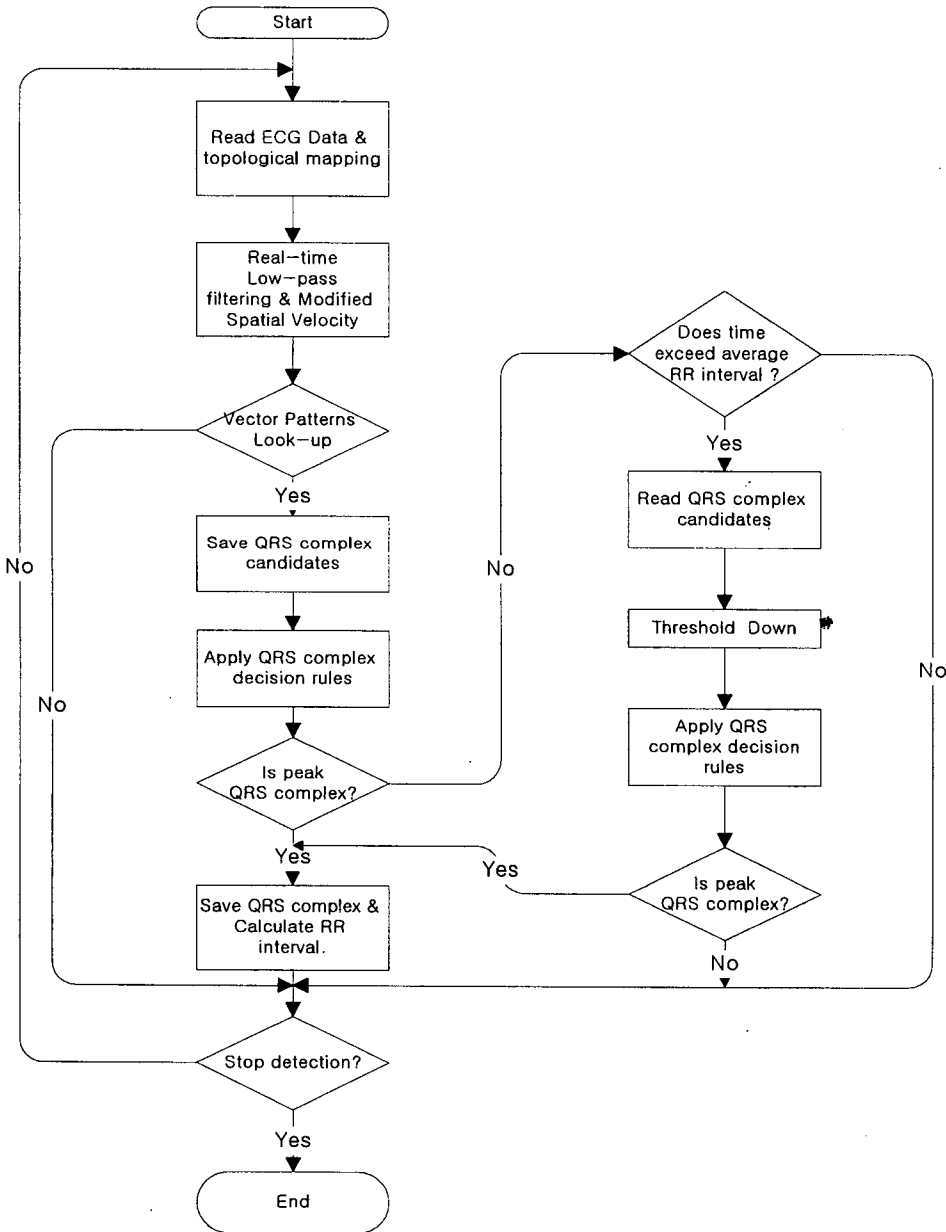 Start
Read ECG Data &
topological mapping
Real-time
Low-pass
filtering & Modified
Spatial Velocity
Vector Patterns
Look-up
Yes
Save QRS complex
candidates
Apply QRS complex
decision rules
Is peak
QRS complex?
Yes
Save QRS complex &
Calculate RR
interval.
Stop detection?
Yes
End
No
No
No
Does time
exceed average
RR interval ?
Yes
Read QRS complex
candidates
Threshold Down
Apply QRS
complex decision
rules
Is peak
QRS complex?
Yes
No
No